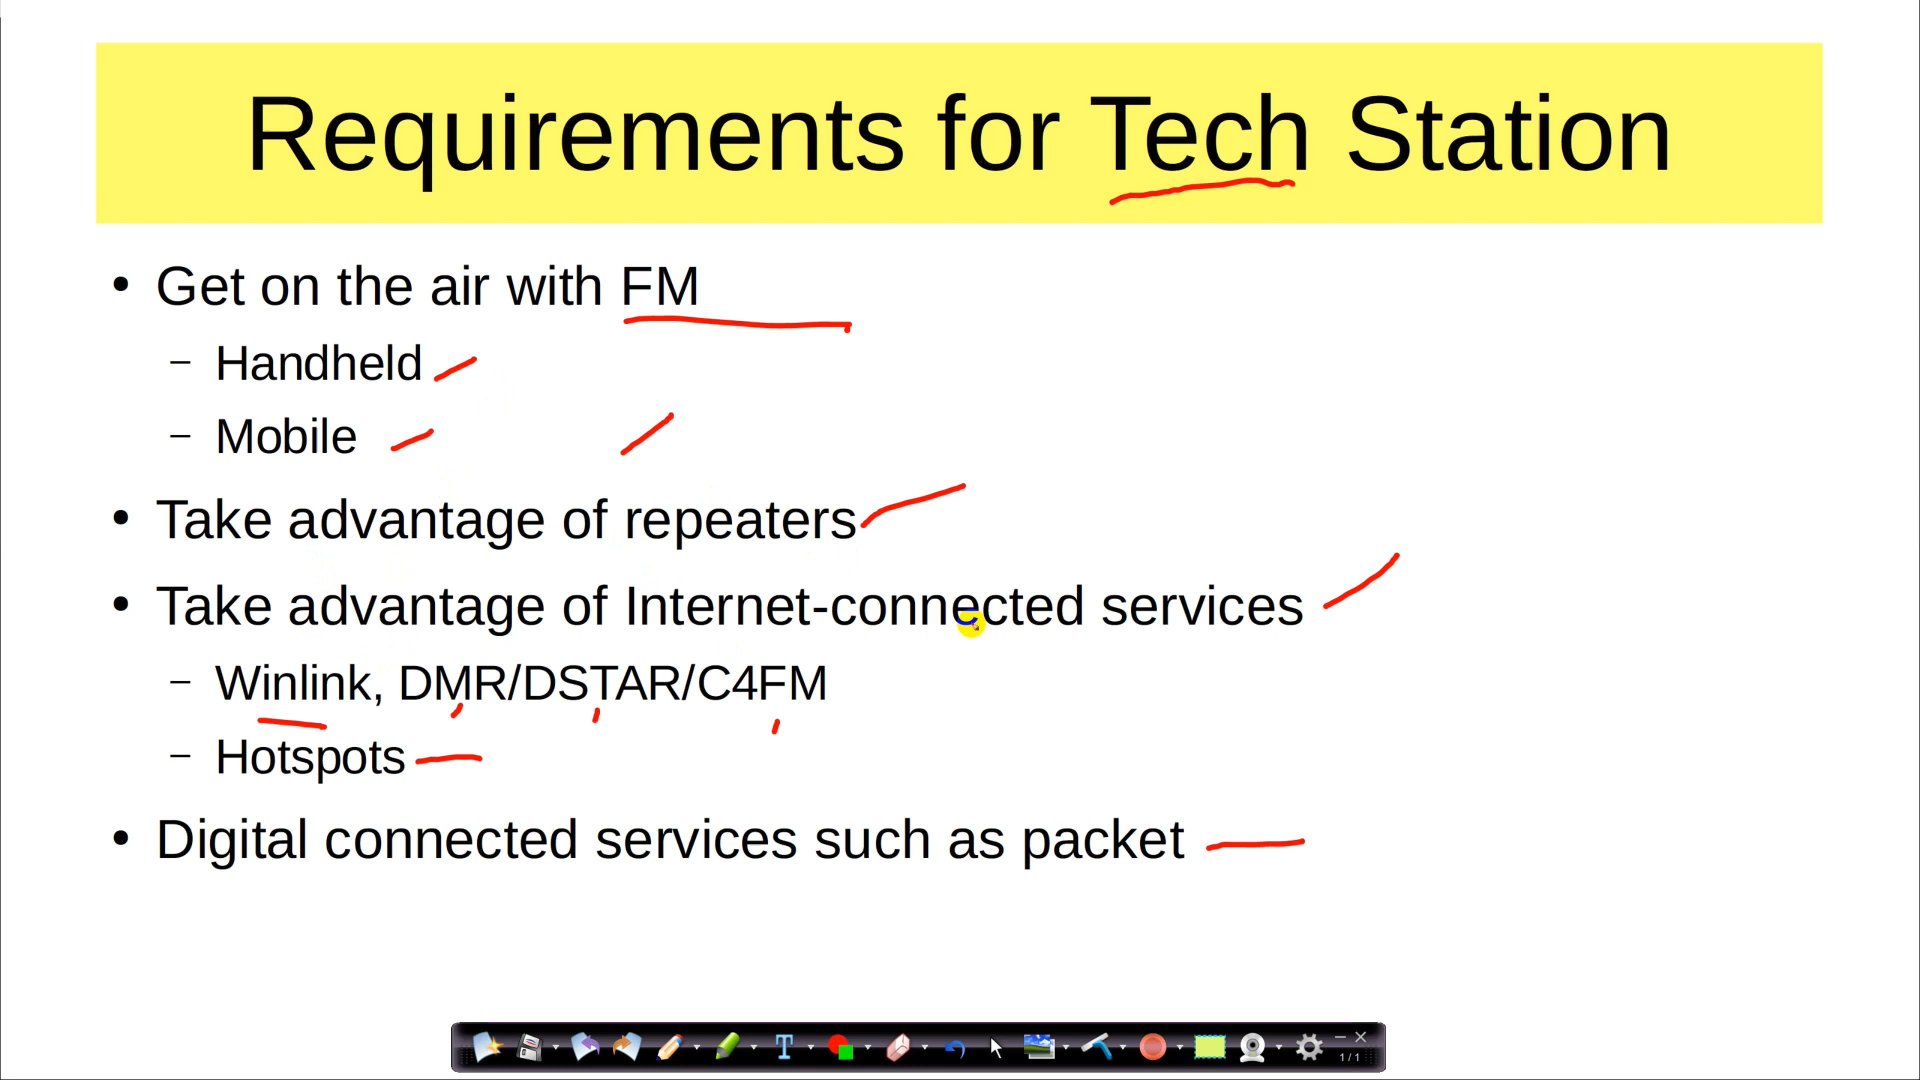 Requirements for Tech Station
• Get on the air with FM
– Handheld
– Mobile
• Take advantage of repeaters
• Take advantage of Internet-connected services
– Winlink, DMR/DSTAR/C4FM
– Hotspots
• Digital connected services such as packet
T
1/1